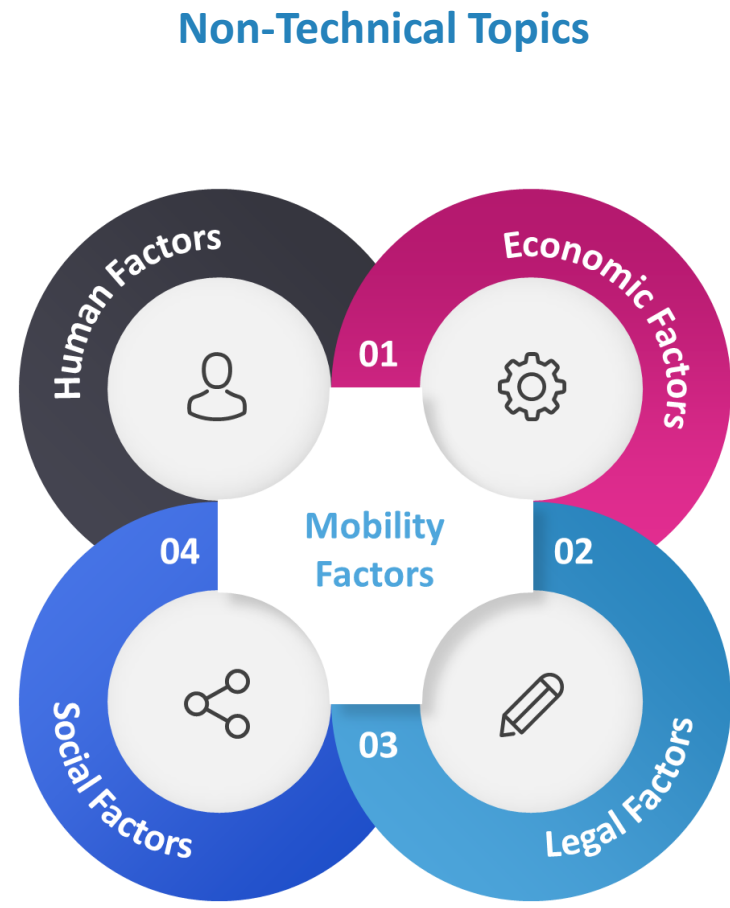 Non-Technical Topics
Human Factors
Economic Factors
01
Mobility
Factors
04
02
Social Factors
03
Legal Factors